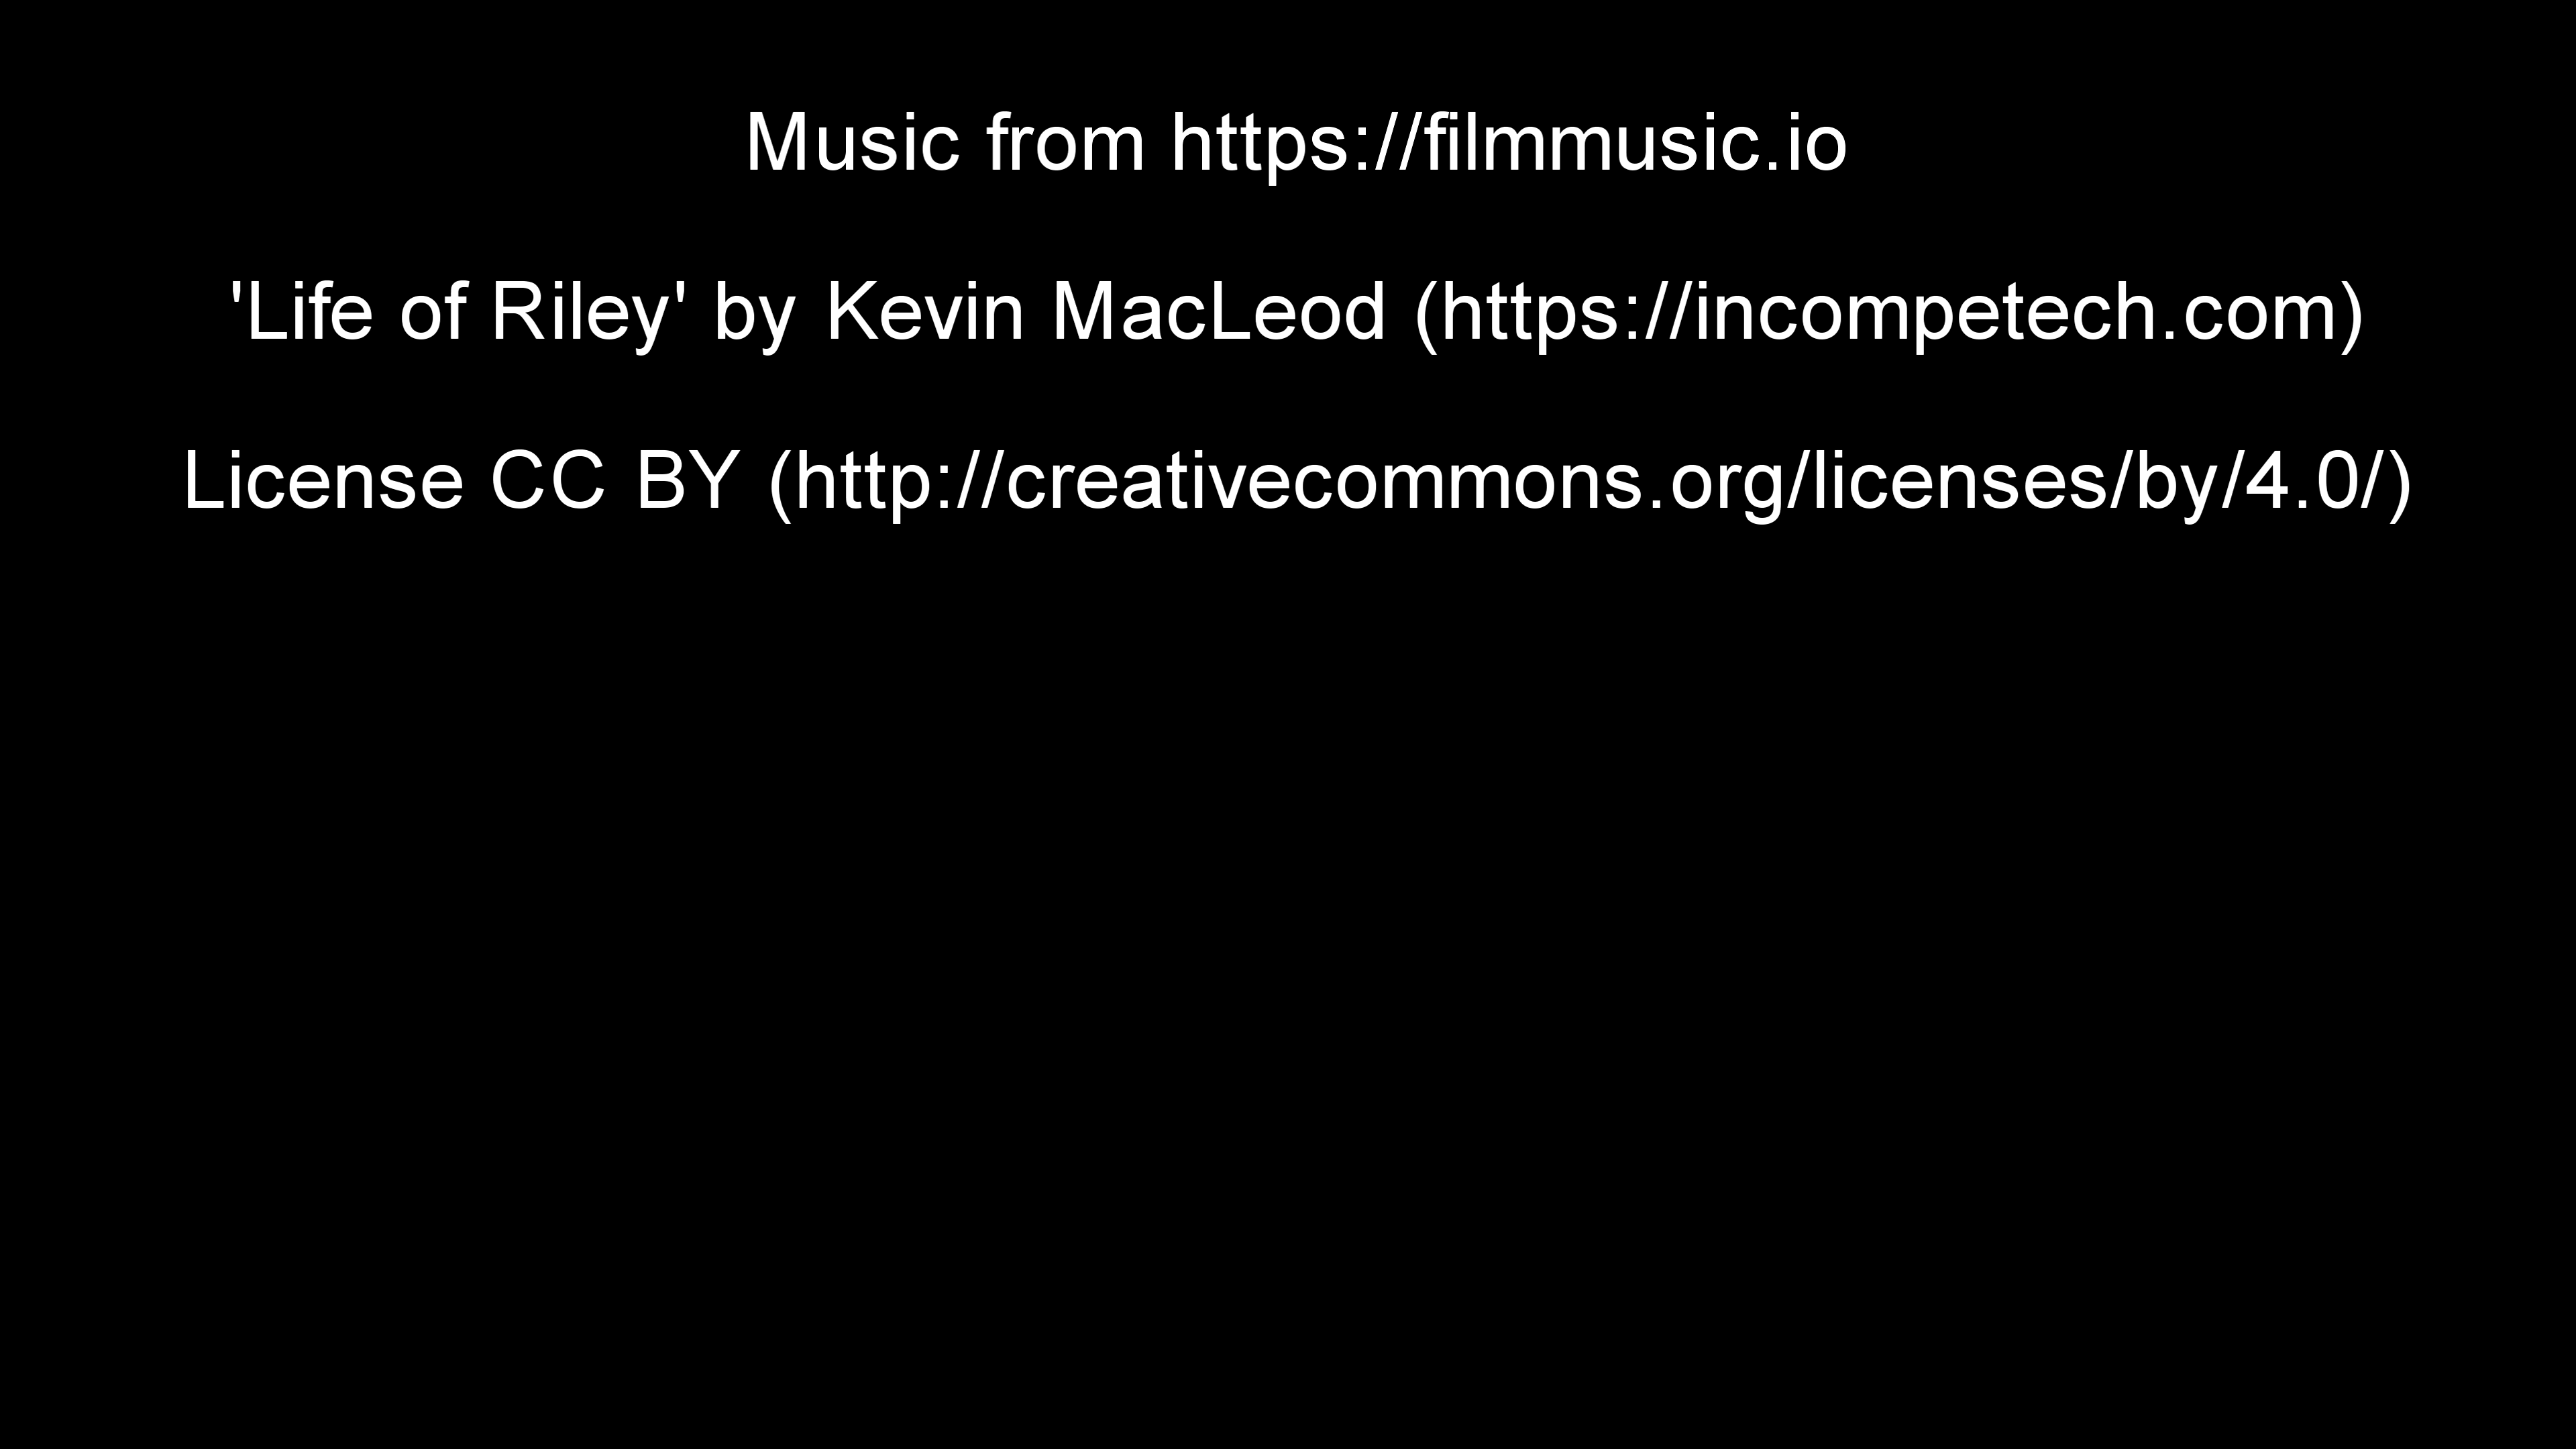 Music from https://filmmusic.io
'Life of Riley' by Kevin MacLeod (https://incompetech.com)
License CC BY (http://creativecommons.org/licenses/by/4.0/)